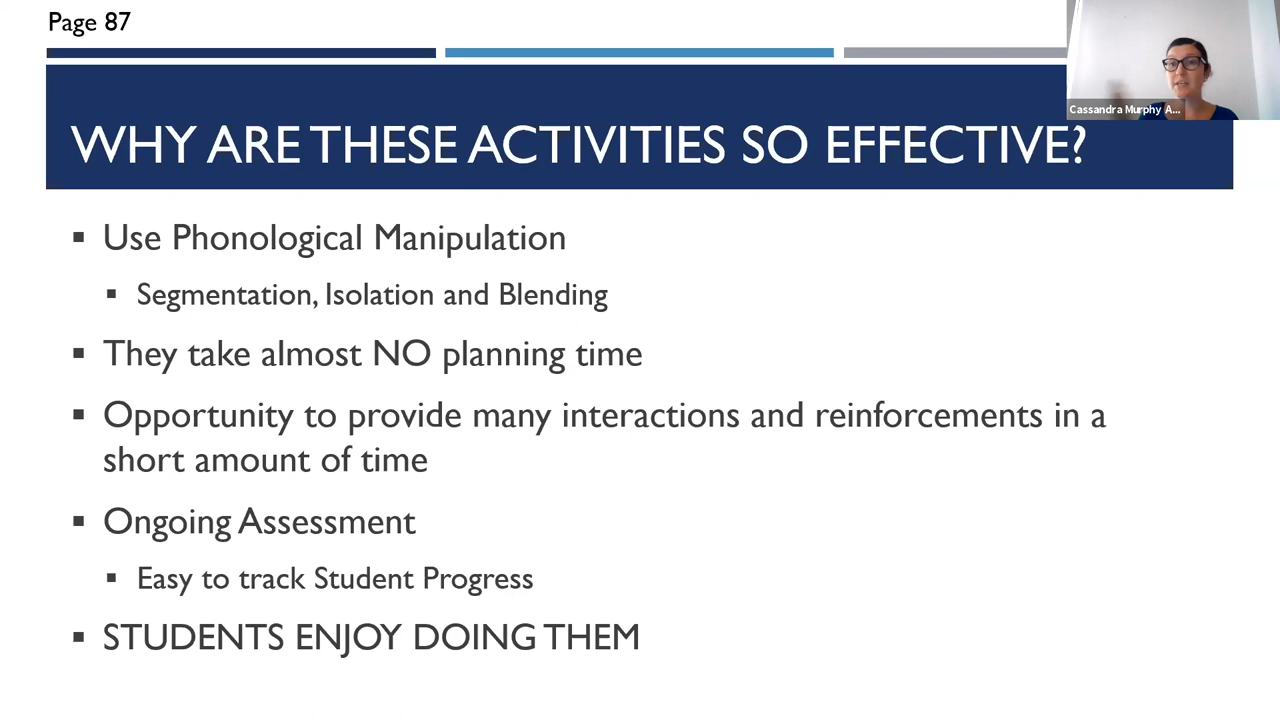 Page 87
Cassandra Murphy A...
WHY ARE THESE ACTIVITIES SO EFFECTIVE?
▪ Use Phonological Manipulation
▪ Segmentation, Isolation and Blending
▪ They take almost NO planning time
▪ Opportunity to provide many interactions and reinforcements in a
short amount of time
▪ Ongoing Assessment
▪ Easy to track Student Progress
▪ STUDENTS ENJOY DOING THEM